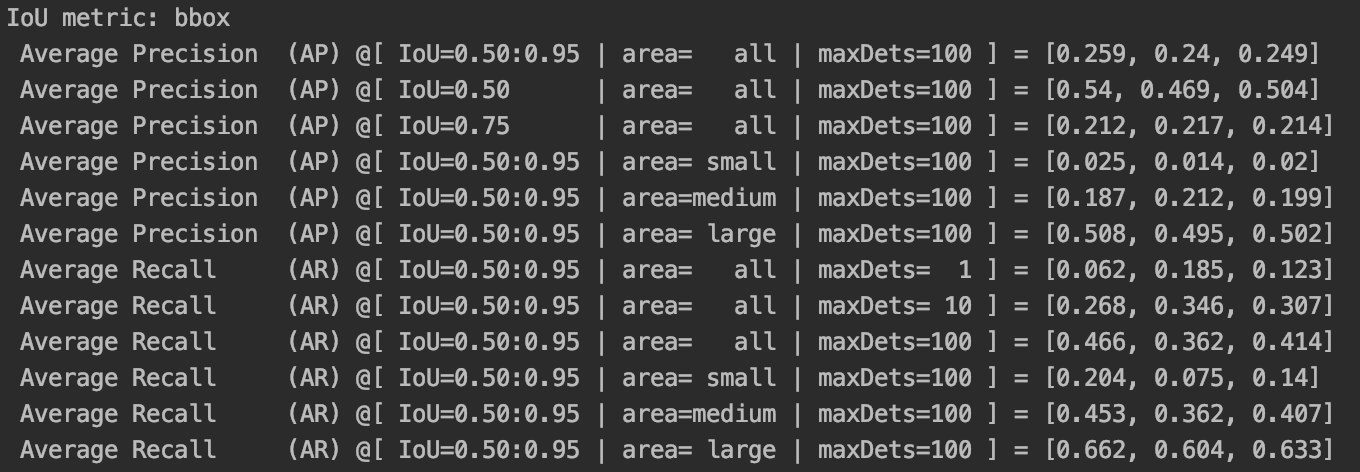 IoU metric: bbox
 Average Precision  (AP) @[ IoU=0.50:0.95 | area=   all | maxDets=100 ] = [0.259, 0.24, 0.249]
 Average Precision  (AP) @[ IoU=0.50      | area=   all | maxDets=100 ] = [0.54, 0.469, 0.504]
 Average Precision  (AP) @[ IoU=0.75      | area=   all | maxDets=100 ] = [0.212, 0.217, 0.214]
 Average Precision  (AP) @[ IoU=0.50:0.95 | area= small | maxDets=100 ] = [0.025, 0.014, 0.02]
 Average Precision  (AP) @[ IoU=0.50:0.95 | area=medium | maxDets=100 ] = [0.187, 0.212, 0.199]
 Average Precision  (AP) @[ IoU=0.50:0.95 | area= large | maxDets=100 ] = [0.508, 0.495, 0.502]
 Average Recall     (AR) @[ IoU=0.50:0.95 | area=   all | maxDets=  1 ] = [0.062, 0.185, 0.123]
 Average Recall     (AR) @[ IoU=0.50:0.95 | area=   all | maxDets= 10 ] = [0.268, 0.346, 0.307]
 Average Recall     (AR) @[ IoU=0.50:0.95 | area=   all | maxDets=100 ] = [0.466, 0.362, 0.414]
 Average Recall     (AR) @[ IoU=0.50:0.95 | area= small | maxDets=100 ] = [0.204, 0.075, 0.14]
 Average Recall     (AR) @[ IoU=0.50:0.95 | area=medium | maxDets=100 ] = [0.453, 0.362, 0.407]
 Average Recall     (AR) @[ IoU=0.50:0.95 | area= large | maxDets=100 ] = [0.662, 0.604, 0.633]